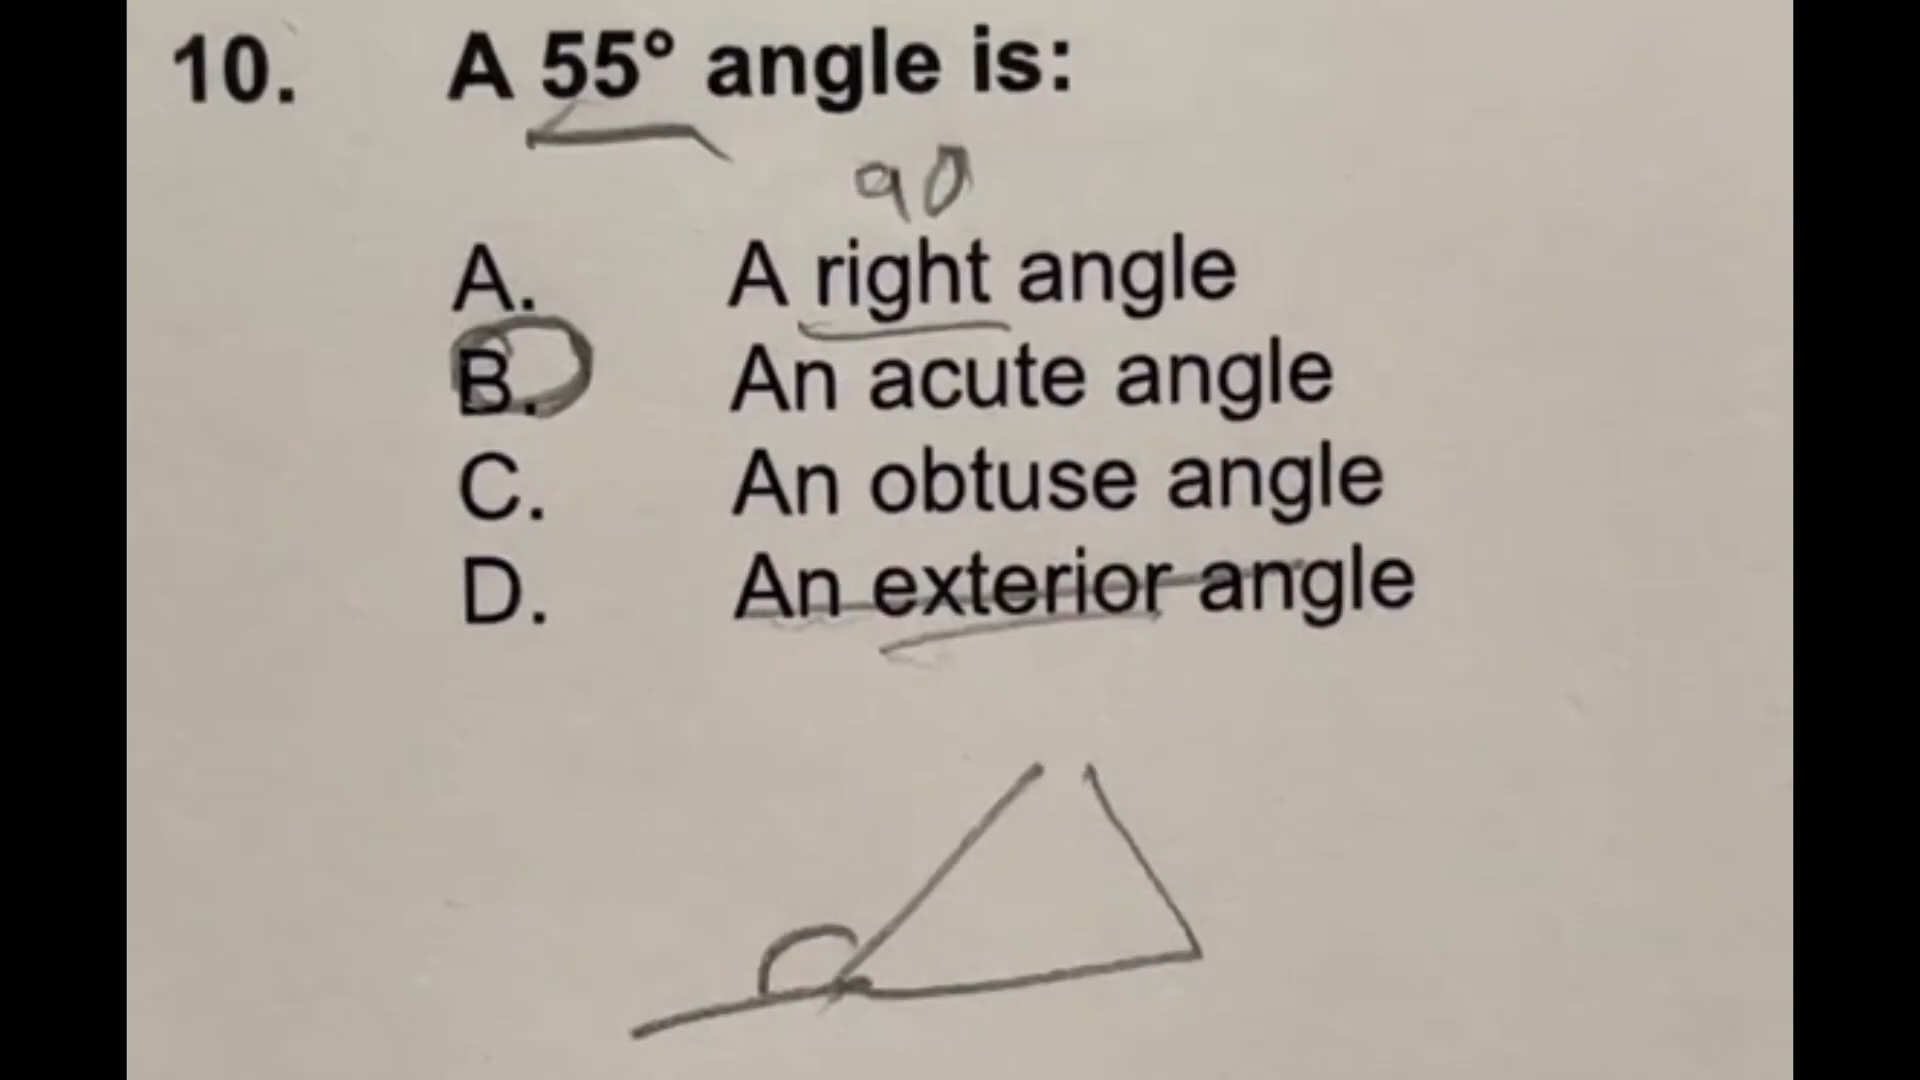 10. A 55° angle is:
90
A. A right angle
B. An acute angle
C. An obtuse angle
D. An exterior angle